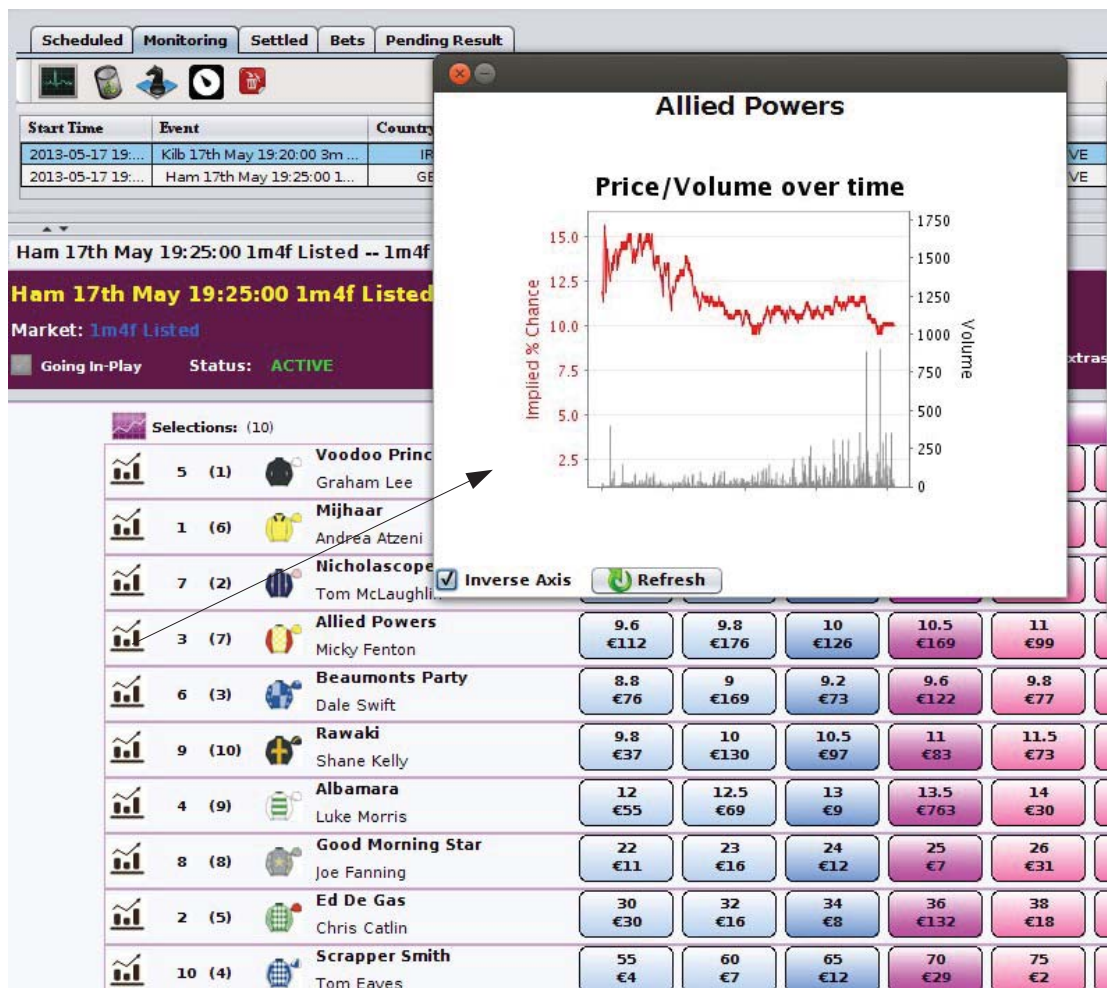 Scheduled Monitoring Settled Bets Pending Result
Start Time Event Country
2013-05-17 19:... Kilb 17th May 19:20:00 3m ... IR VE
2013-05-17 19:... Ham 17th May 19:25:00 1... GE VE
Ham 17th May 19:25:00 1m4f Listed -- 1m4f
Ham 17th May 19:25:00 1m4f Listed
Market: 1m4f Listed
Going In-Play Status: ACTIVE
xtras
Allied Powers
Price/Volume over time
Implied % Chance
15.0
12.5
10.0
7.5
5.0
2.5
1750
1500
1250
1000
750
500
250
0
Volume
Inverse Axis Refresh
Selections: (10)
5 (1) Voodoo Princ
Graham Lee
1 (6) Mijhaar
Andrea Atzeni
7 (2) Nicholascope
Tom McLaughli
3 (7) Allied Powers
Micky Fenton
9.6 9.8 10 10.5 11
€112 €176 €126 €169 €99
6 (3) Beaumonts Party
Dale Swift
8.8 9 9.2 9.6 9.8
€76 €169 €73 €122 €77
9 (10) Rawaki
Shane Kelly
9.8 10 10.5 11 11.5
€37 €130 €97 €83 €73
4 (9) Albamara
Luke Morris
12 12.5 13 13.5 14
€55 €69 €9 €763 €30
8 (8) Good Morning Star
Joe Fanning
22 23 24 25 26
€11 €16 €12 €7 €31
2 (5) Ed De Gas
Chris Catlin
30 32 34 36 38
€30 €16 €8 €132 €18
10 (4) Scrapper Smith
Tom Eaves
55 60 65 70 75
€4 €7 €12 €29 €2